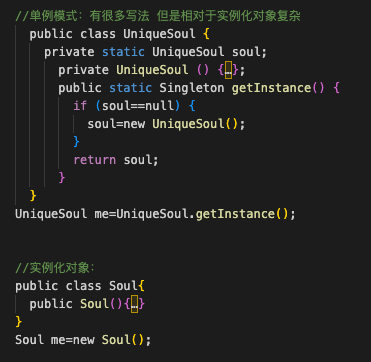 //单例模式：有很多写法 但是相对于实例化对象复杂
public class UniqueSoul {
private static UniqueSoul soul;
private UniqueSoul () {…};
public static Singleton getInstance() {
if (soul==null) {
soul=new UniqueSoul();
}
return soul;
}
}
UniqueSoul me=UniqueSoul.getInstance();
//实例化对象：
public class Soul{
public Soul(){…}
}
Soul me=new Soul();